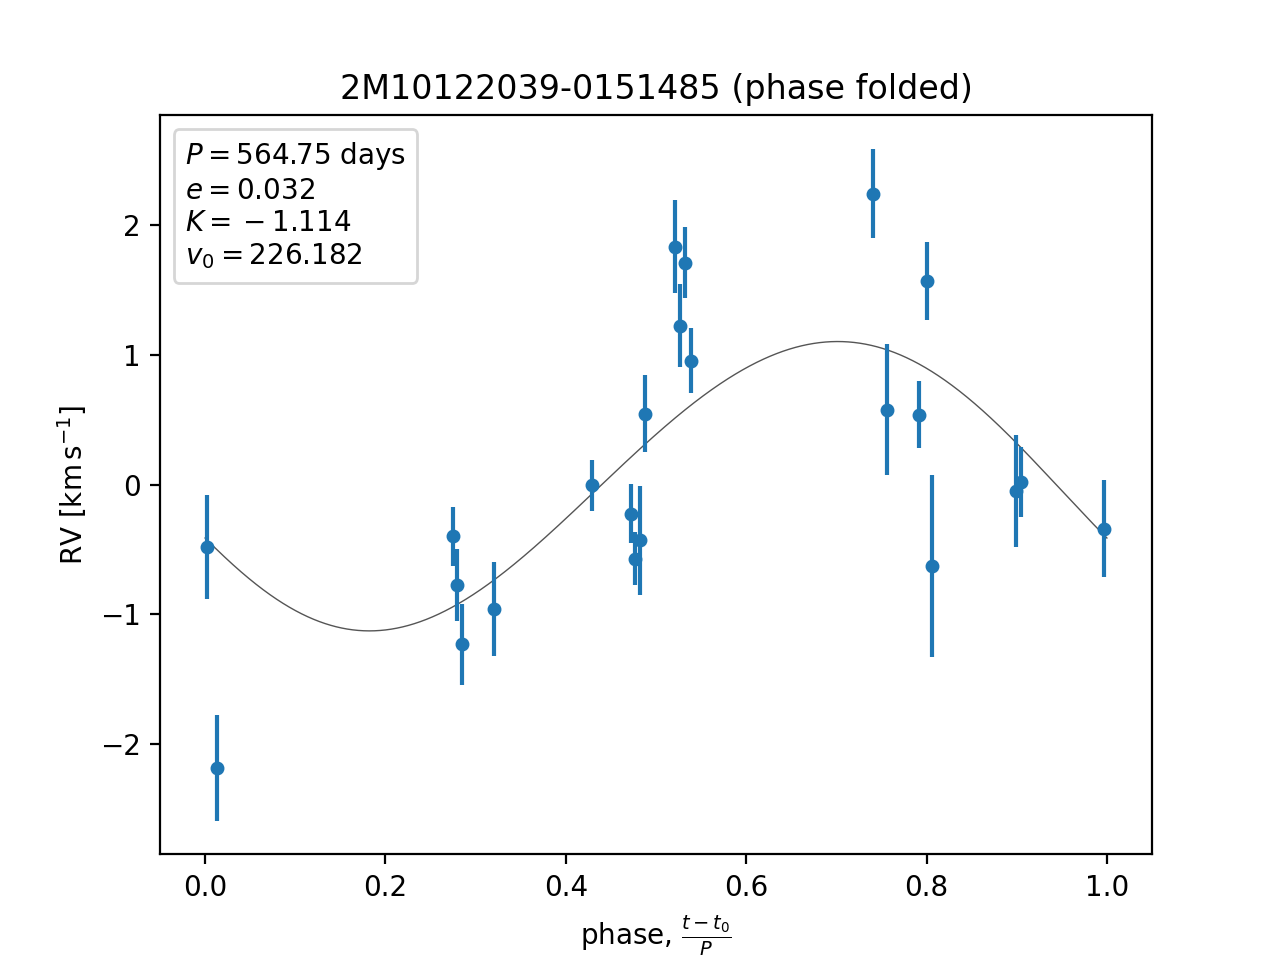 2M10122039-0151485 (phase folded)
P = 564.75 days
e = 0.032
K = −1.114
v₀ = 226.182
2
1
0
−1
−2
RV [km s⁻¹]
0.0 0.2 0.4 0.6 0.8 1.0
phase, (t − t₀)/P